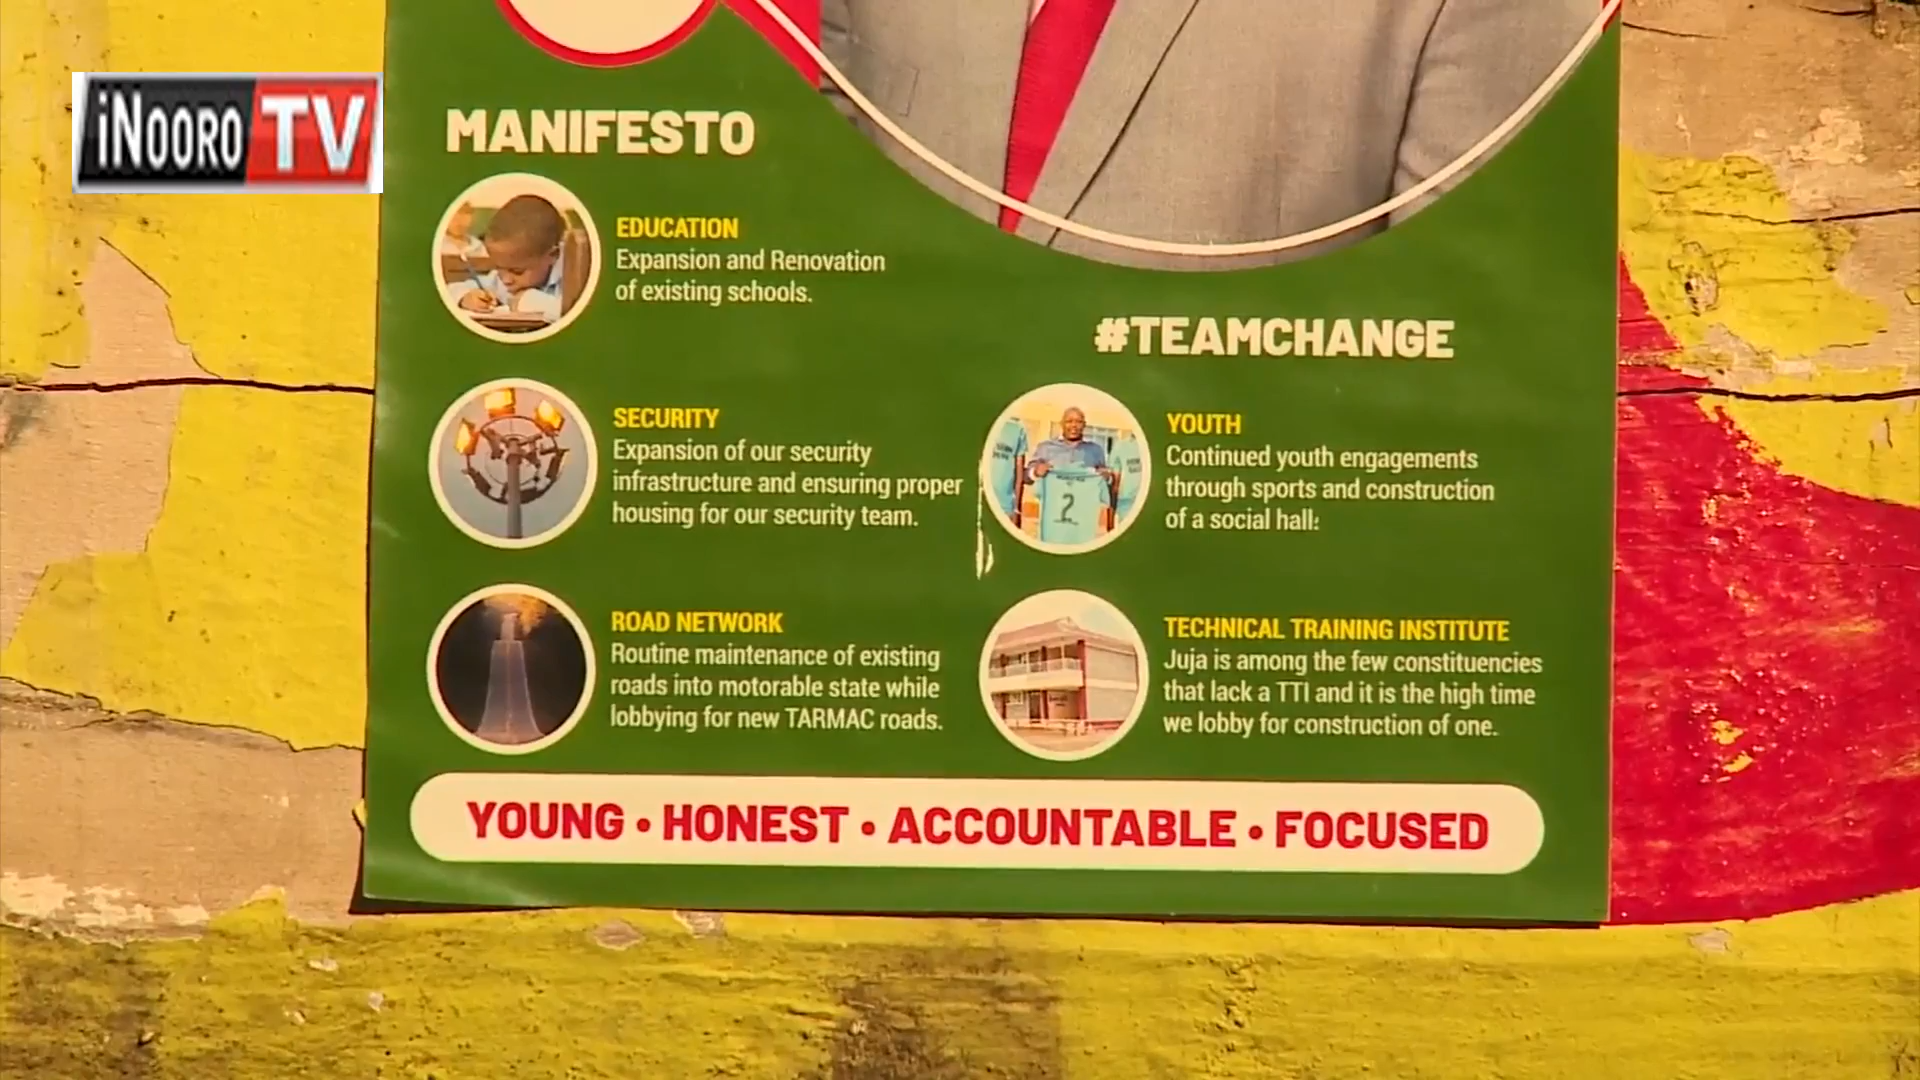 iNOORO TV
MANIFESTO
EDUCATION
Expansion and Renovation
of existing schools.
#TEAMCHANGE
SECURITY
Expansion of our security
infrastructure and ensuring proper
housing for our security team.
YOUTH
Continued youth engagements
through sports and construction
of a social hall.
2
ROAD NETWORK
Routine maintenance of existing
roads into motorable state while
lobbying for new TARMAC roads.
TECHNICAL TRAINING INSTITUTE
Juja is among the few constituencies
that lack a TTI and it is the high time
we lobby for construction of one.
YOUNG • HONEST • ACCOUNTABLE • FOCUSED